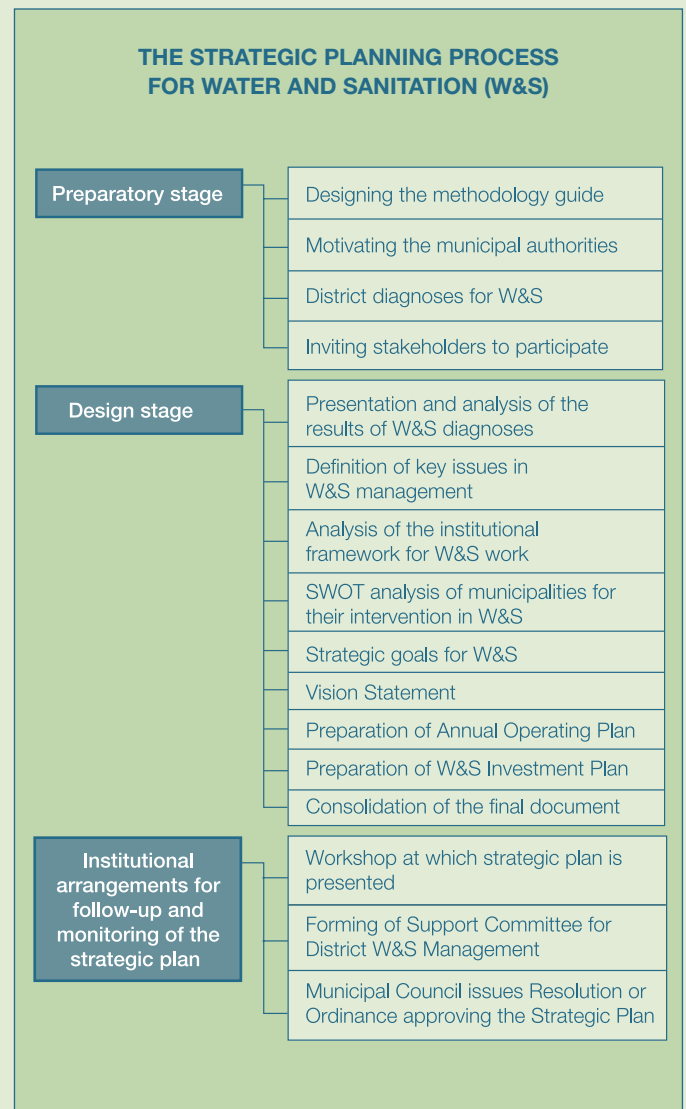 THE STRATEGIC PLANNING PROCESS
FOR WATER AND SANITATION (W&S)
Preparatory stage
Designing the methodology guide
Motivating the municipal authorities
District diagnoses for W&S
Inviting stakeholders to participate
Design stage
Presentation and analysis of the
results of W&S diagnoses
Definition of key issues in
W&S management
Analysis of the institutional
framework for W&S work
SWOT analysis of municipalities for
their intervention in W&S
Strategic goals for W&S
Vision Statement
Preparation of Annual Operating Plan
Preparation of W&S Investment Plan
Consolidation of the final document
Institutional
arrangements for
follow-up and
monitoring of the
strategic plan
Workshop at which strategic plan is
presented
Forming of Support Committee for
District W&S Management
Municipal Council issues Resolution or
Ordinance approving the Strategic Plan